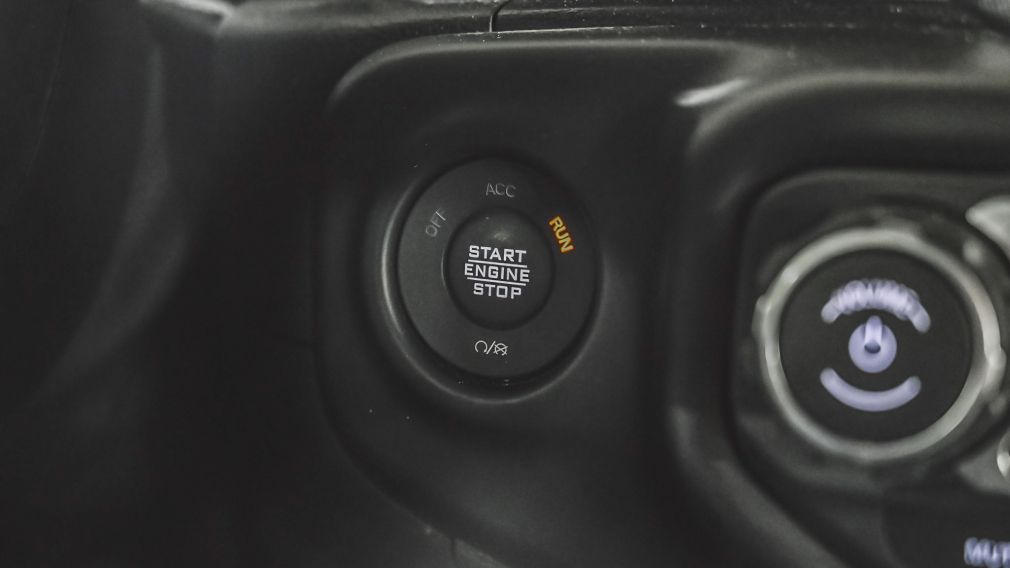 ACC
OFF
RUN
START
ENGINE
STOP